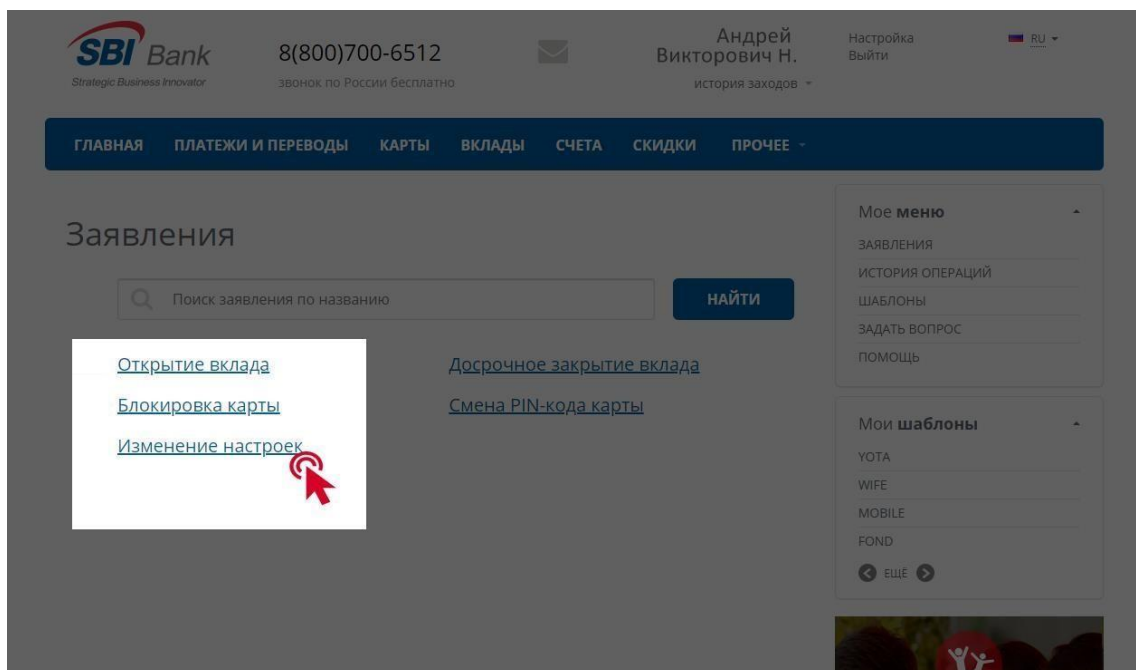 SBI Bank
Strategic Business Innovator
8(800)700-6512
звонок по России бесплатно
Андрей
Викторович Н.
история заходов
Настройка
Выйти
RU
ГЛАВНАЯ ПЛАТЕЖИ И ПЕРЕВОДЫ КАРТЫ ВКЛАДЫ СЧЕТА СКИДКИ ПРОЧЕЕ
Заявления
Поиск заявления по названию
НАЙТИ
Открытие вклада
Досрочное закрытие вклада
Блокировка карты
Смена PIN-кода карты
Изменение настроек
Мое меню
ЗАЯВЛЕНИЯ
ИСТОРИЯ ОПЕРАЦИЙ
ШАБЛОНЫ
ЗАДАТЬ ВОПРОС
ПОМОЩЬ
Мои шаблоны
YOTA
WIFE
MOBILE
FOND
ЕЩЁ